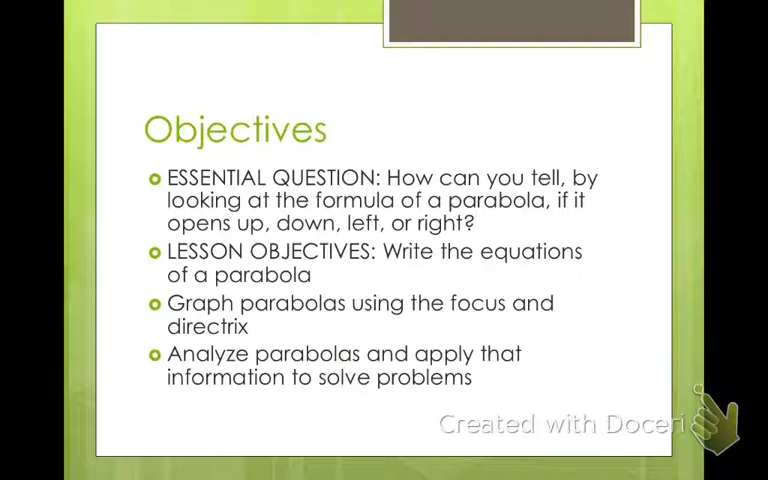 Objectives
ESSENTIAL QUESTION: How can you tell, by
looking at the formula of a parabola, if it
opens up, down, left, or right?
LESSON OBJECTIVES: Write the equations
of a parabola
Graph parabolas using the focus and
directrix
Analyze parabolas and apply that
information to solve problems
Created with Doceri